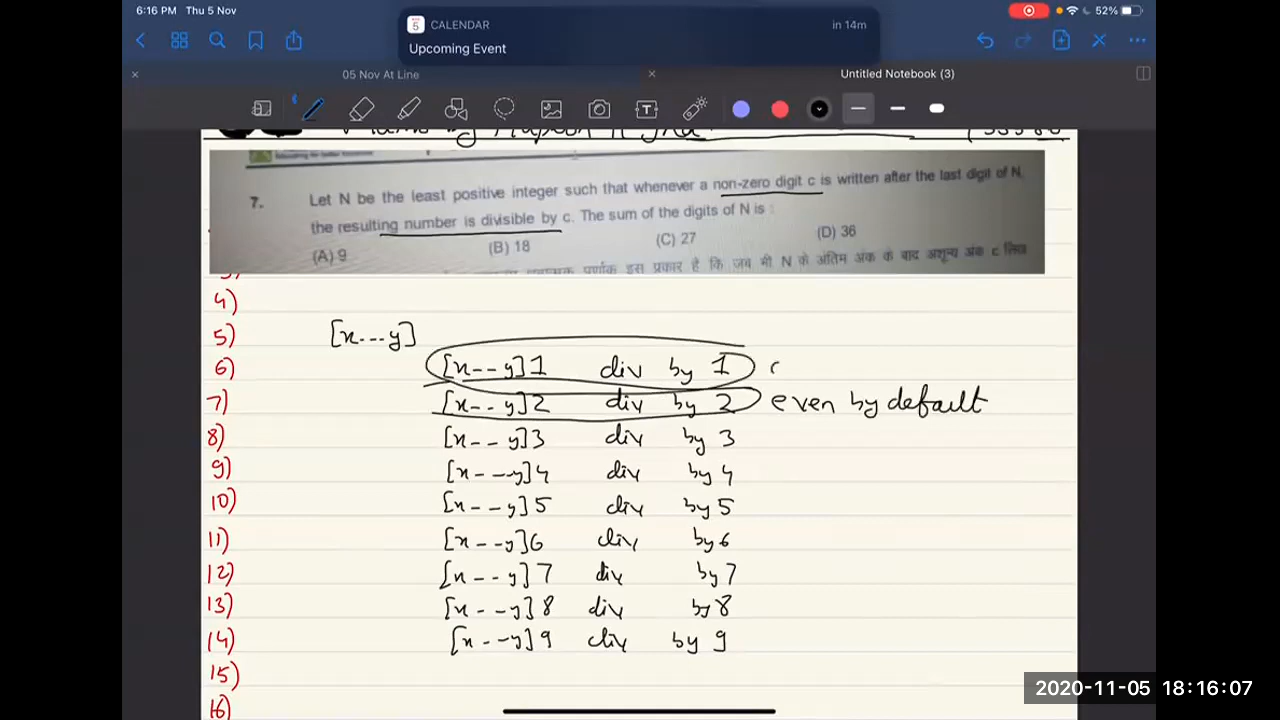 6:16 PM Thu 5 Nov
52%
CALENDAR
in 14m
5
Upcoming Event
05 Nov At Line
Untitled Notebook (3)
7. Let N be the least positive integer such that whenever a non-zero digit c is written after the last digit of N,
the resulting number is divisible by c. The sum of the digits of N is :
(A) 9 (B) 18 (C) 27 (D) 36
पूर्णांक इस प्रकार है कि जब भी N के अंतिम अंक के बाद अशून्य अंक c लिख
4)
5) [x---y]
6) [x--y]1 div by 1
7) [x--y]2 div by 2 even by default
8) [x--y]3 div by 3
9) [x---y]4 div by 4
10) [x--y]5 div by 5
11) [x--y]6 div by 6
12) [x--y]7 div by 7
13) [x--y]8 div by 8
14) [x--y]9 div by 9
15)
16)
2020-11-05 18:16:07